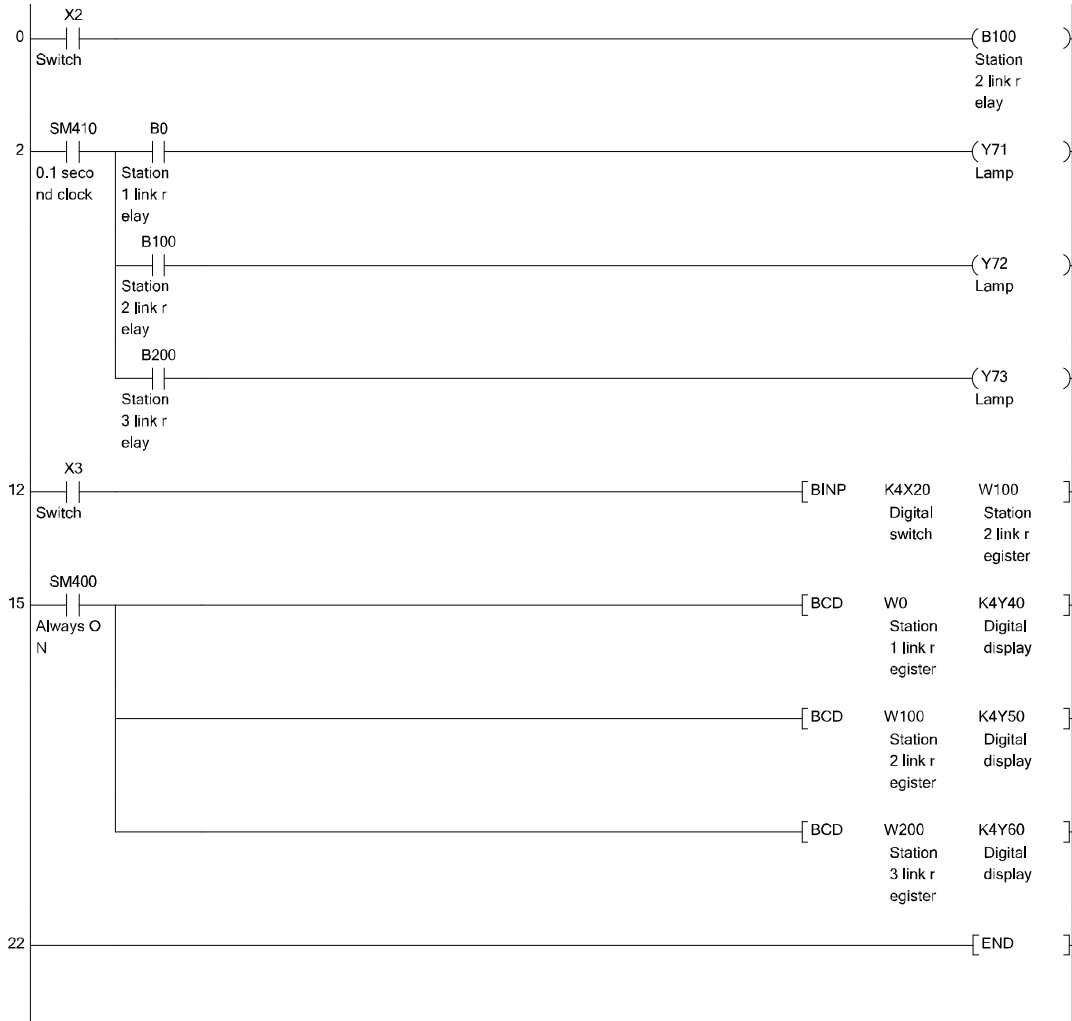 X2
0
( B100 )
Switch
Station
2 link r
elay
SM410 B0
2
( Y71 )
0.1 seco
nd clock
Station
1 link r
elay
Lamp
B100
( Y72 )
Station
2 link r
elay
Lamp
B200
( Y73 )
Station
3 link r
elay
Lamp
X3
12
[ BINP K4X20 W100 ]
Switch
Digital
switch
Station
2 link r
egister
SM400
15
[ BCD W0 K4Y40 ]
Always O
N
Station
1 link r
egister
Digital
display
[ BCD W100 K4Y50 ]
Station
2 link r
egister
Digital
display
[ BCD W200 K4Y60 ]
Station
3 link r
egister
Digital
display
22
[ END ]